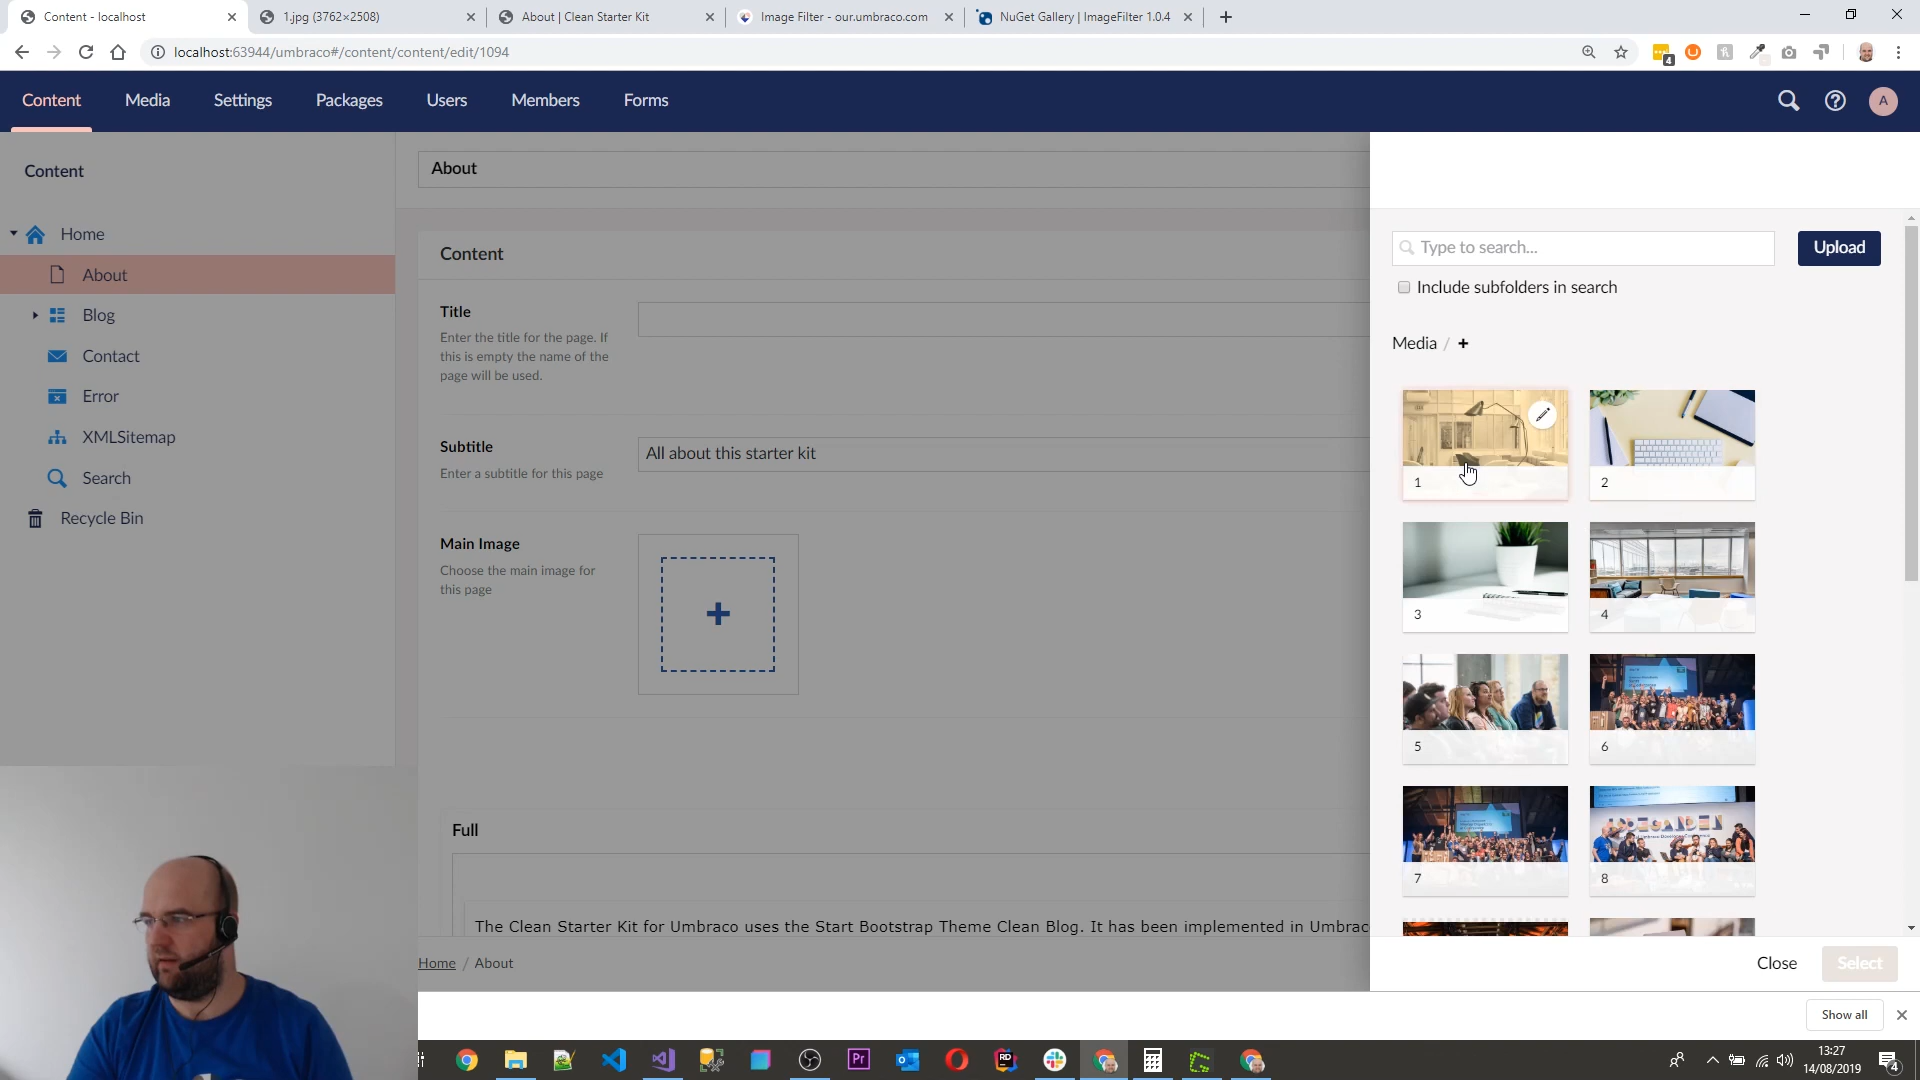 Content - localhost
1.jpg (3762×2508)
About | Clean Starter Kit
Image Filter - our.umbraco.com
NuGet Gallery | ImageFilter 1.0.4
localhost:63944/umbraco#/content/content/edit/1094
4
Content
Media
Settings
Packages
Users
Members
Forms
A
Content
Home
About
Blog
Contact
Error
XMLSitemap
Search
Recycle Bin
About
Content
Title
Enter the title for the page. If
this is empty the name of the
page will be used.
Subtitle
Enter a subtitle for this page
All about this starter kit
Main Image
Choose the main image for
this page
Full
The Clean Starter Kit for Umbraco uses the Start Bootstrap Theme Clean Blog. It has been implemented in Umbrac
Home / About
Type to search...
Upload
Include subfolders in search
Media / +
1
2
3
4
5
6
7
8
Close
Select
Show all
Pr
RD
13:27
14/08/2019
4